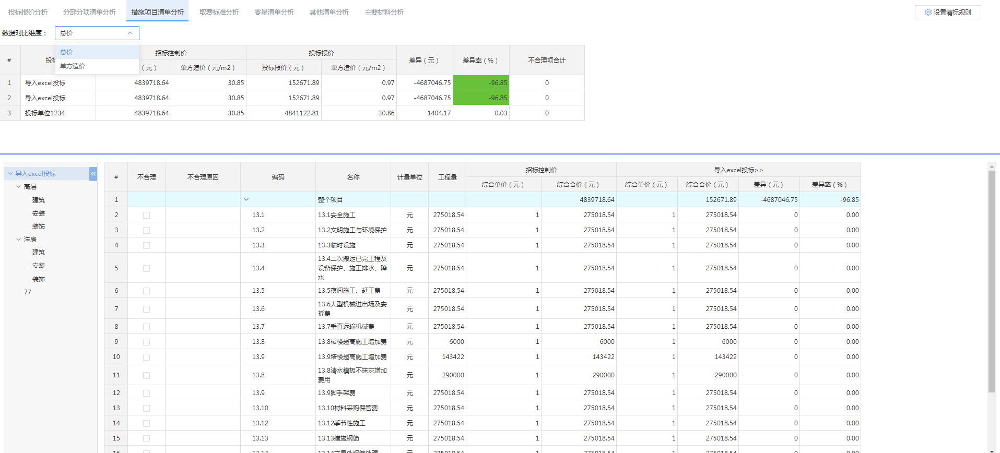 投标报价分析 分部分项清单分析 措施项目清单分析 取费标准分析 零星清单分析 其他清单分析 主要材料分析 设置清标规则
数据对比维度： 总价
总价
单方造价
# 投标 招标控制价 投标报价 差异（元） 差异率（%） 不合理项合计
（元） 单方造价（元/m2） 投标报价（元） 单方造价（元/m2）
1 导入excel投标 4839718.64 30.85 152671.89 0.97 -4687046.75 -96.85 0
2 导入excel投标 4839718.64 30.85 152671.89 0.97 -4687046.75 -96.85 0
3 投标单位1234 4839718.64 30.85 4841122.81 30.86 1404.17 0.03 0
导入excel投标
高层
建筑
安装
装饰
洋房
建筑
安装
装饰
77
# 不合理 不合理原因 编码 名称 计量单位 工程量 招标控制价 导入excel投标>>
综合单价（元） 综合合价（元） 综合单价（元） 综合合价（元） 差异（元） 差异率（%）
1 整个项目 4839718.64 152671.89 -4687046.75 -96.85
2 13.1 13.1安全施工 元 275018.54 1 275018.54 1 275018.54 0 0.00
3 13.2 13.2文明施工与环境保护 元 275018.54 1 275018.54 1 275018.54 0 0.00
4 13.3 13.3临时设施 元 275018.54 1 275018.54 1 275018.54 0 0.00
5 13.4 13.4二次搬运已完工程及
设备保护、施工排水、降
水 元 275018.54 1 275018.54 1 275018.54 0 0.00
6 13.5 13.5夜间施工、赶工费 元 275018.54 1 275018.54 1 275018.54 0 0.00
7 13.6 13.6大型机械进出场及安
拆费 元 275018.54 1 275018.54 1 275018.54 0 0.00
8 13.7 13.7垂直运输机械费 元 275018.54 1 275018.54 1 275018.54 0 0.00
9 13.8 13.8裙楼超高施工增加费 元 6000 1 6000 1 6000 0 0.00
10 13.9 13.9塔楼超高施工增加费 元 143422 1 143422 1 143422 0 0.00
11 13.8 13.8清水模板不抹灰增加
费用 元 290000 1 290000 1 290000 0 0.00
12 13.9 13.9脚手架费 元 275018.54 1 275018.54 1 275018.54 0 0.00
13 13.10 13.10材料采购保管费 元 275018.54 1 275018.54 1 275018.54 0 0.00
14 13.12 13.12季节性施工 元 275018.54 1 275018.54 1 275018.54 0 0.00
15 13.13 13.13措施钢筋 元 275018.54 1 275018.54 1 275018.54 0 0.00
16 13.14